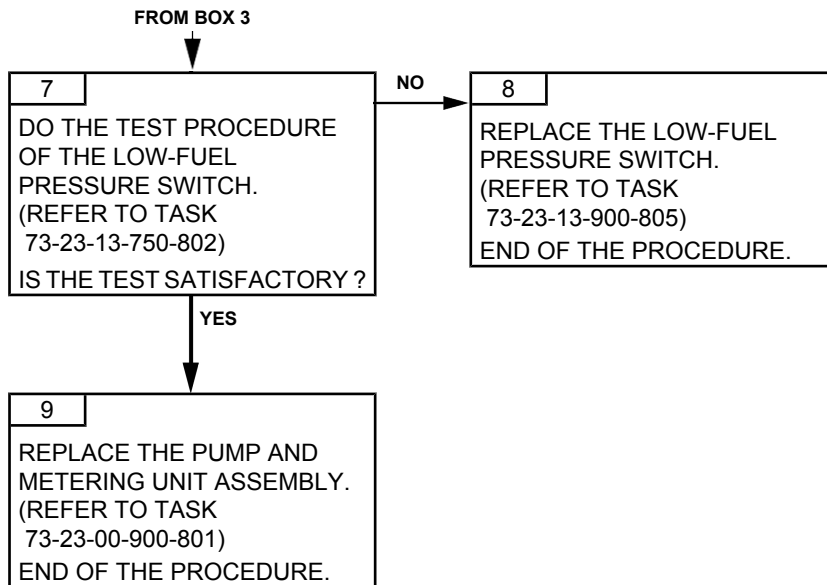 FROM BOX 3
7
DO THE TEST PROCEDURE
OF THE LOW-FUEL
PRESSURE SWITCH.
(REFER TO TASK
73-23-13-750-802)
IS THE TEST SATISFACTORY ?
NO
8
REPLACE THE LOW-FUEL
PRESSURE SWITCH.
(REFER TO TASK
73-23-13-900-805)
END OF THE PROCEDURE.
YES
9
REPLACE THE PUMP AND
METERING UNIT ASSEMBLY.
(REFER TO TASK
73-23-00-900-801)
END OF THE PROCEDURE.